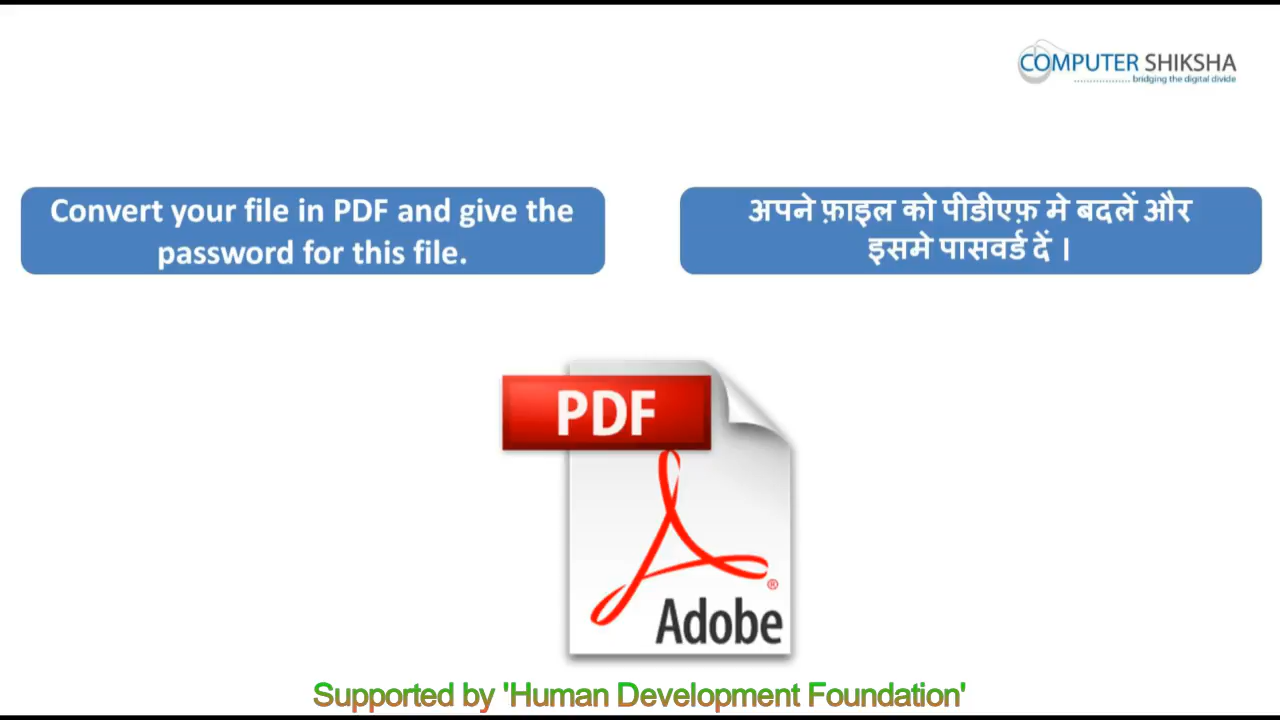 COMPUTER SHIKSHA
bridging the digital divide
Convert your file in PDF and give the
password for this file.
अपने फ़ाइल को पीडीएफ़ मे बदलें और
इसमे पासवर्ड दें ।
PDF
®
Adobe
Supported by 'Human Development Foundation'